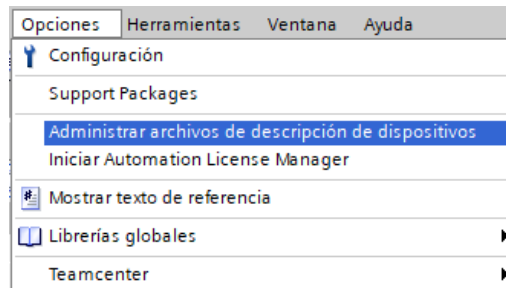 Opciones Herramientas Ventana Ayuda
Configuración
Support Packages
Administrar archivos de descripción de dispositivos
Iniciar Automation License Manager
Mostrar texto de referencia
Librerías globales
Teamcenter